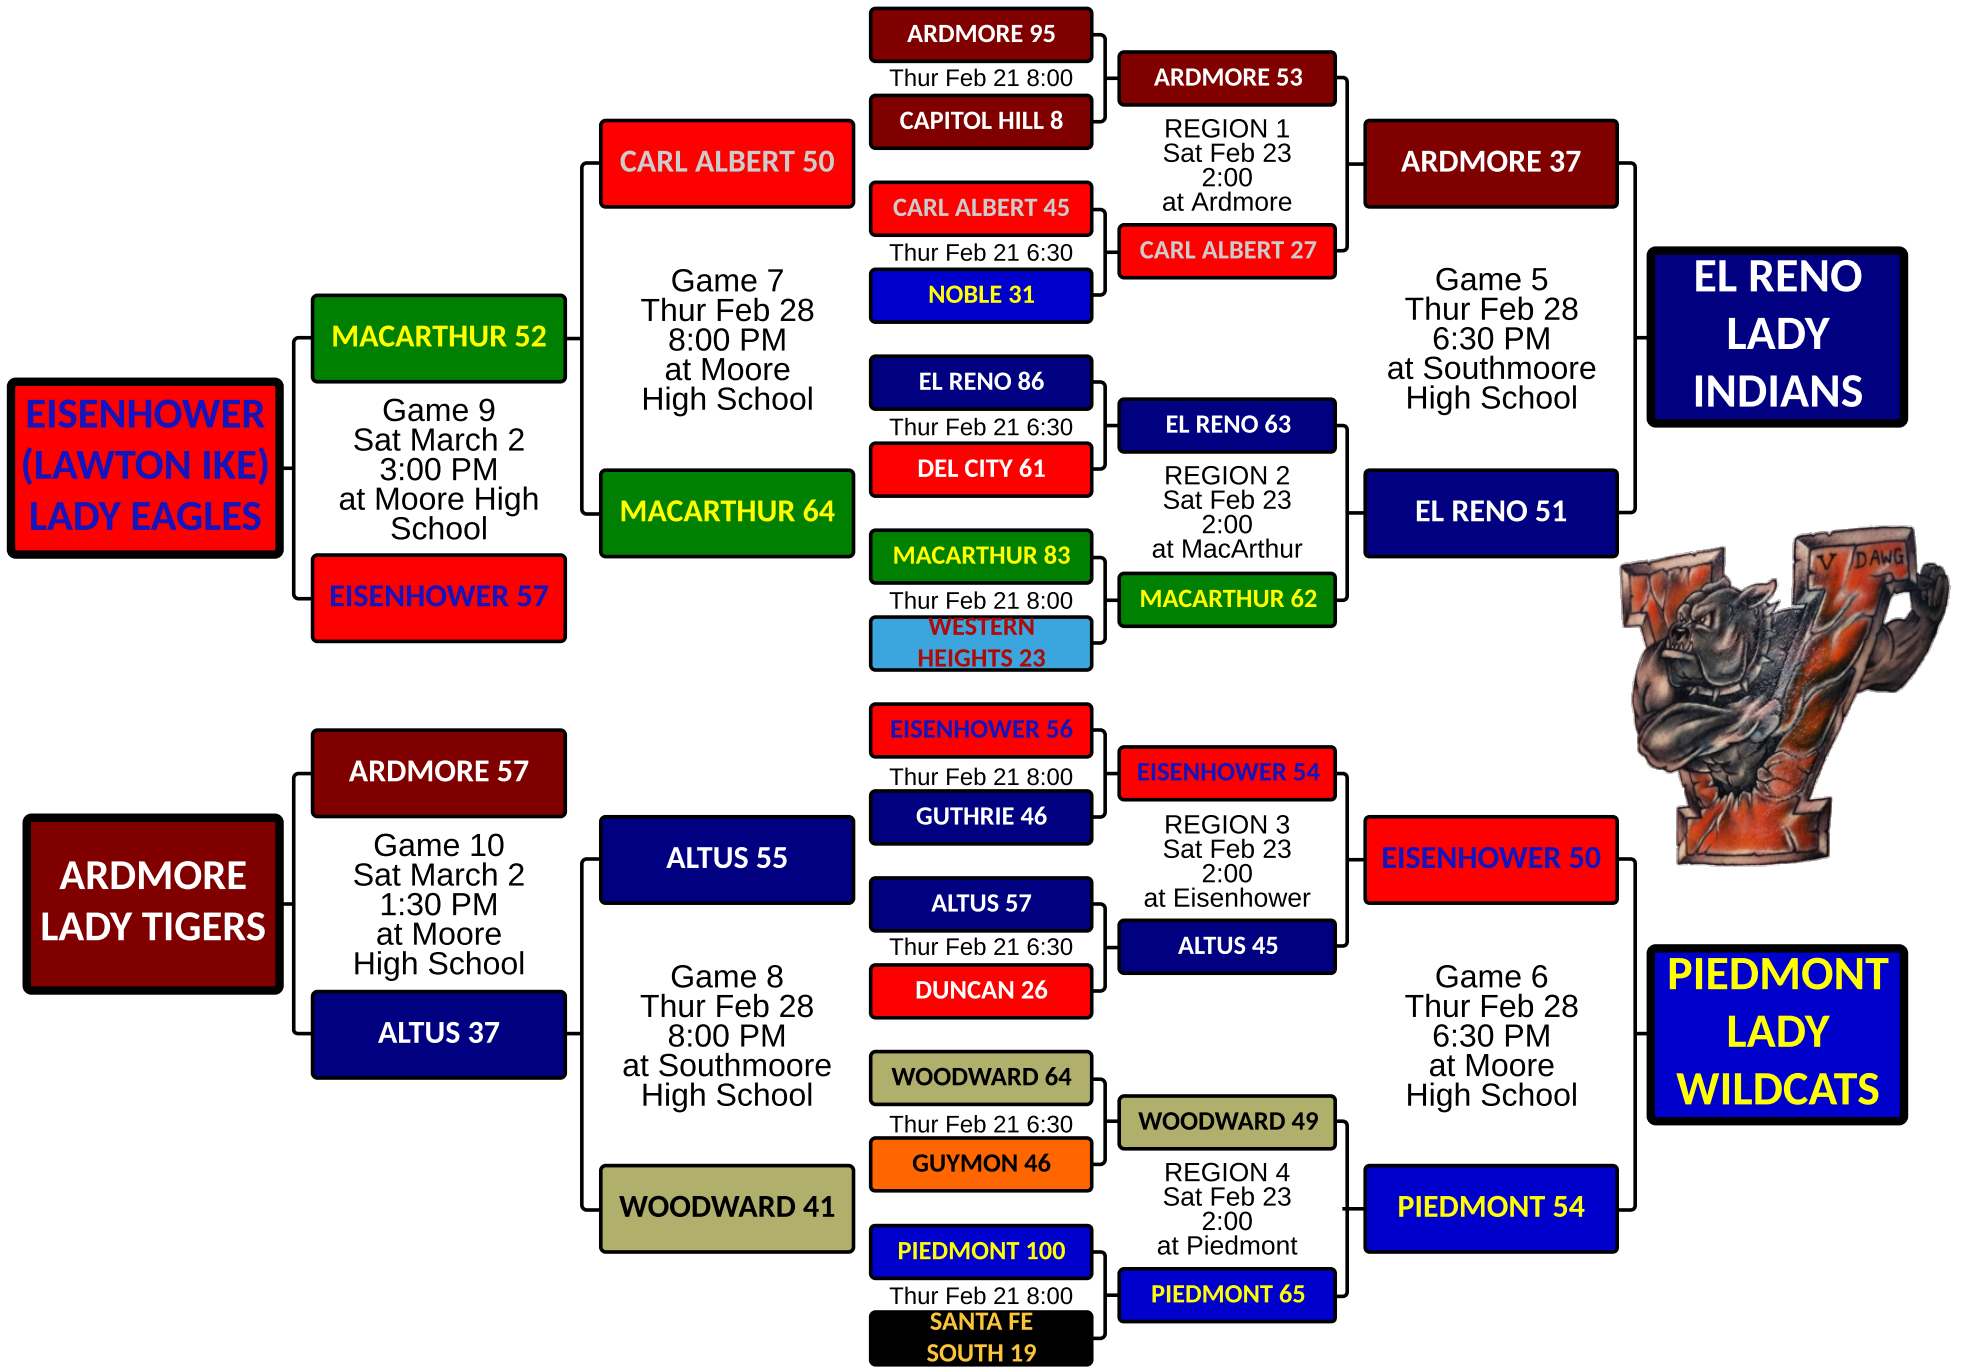 EISENHOWER
(LAWTON IKE)
LADY EAGLES
MACARTHUR 52
Game 9
Sat March 2
3:00 PM
at Moore High
School
EISENHOWER 57
ARDMORE
LADY TIGERS
ARDMORE 57
Game 10
Sat March 2
1:30 PM
at Moore
High School
ALTUS 37
CARL ALBERT 50
Game 7
Thur Feb 28
8:00 PM
at Moore
High School
MACARTHUR 64
ALTUS 55
Game 8
Thur Feb 28
8:00 PM
at Southmoore
High School
WOODWARD 41
ARDMORE 95
Thur Feb 21 8:00
CAPITOL HILL 8
CARL ALBERT 45
Thur Feb 21 6:30
NOBLE 31
EL RENO 86
Thur Feb 21 6:30
DEL CITY 61
MACARTHUR 83
Thur Feb 21 8:00
WESTERN
HEIGHTS 23
EISENHOWER 56
Thur Feb 21 8:00
GUTHRIE 46
ALTUS 57
Thur Feb 21 6:30
DUNCAN 26
WOODWARD 64
Thur Feb 21 6:30
GUYMON 46
PIEDMONT 100
Thur Feb 21 8:00
SANTA FE
SOUTH 19
ARDMORE 53
REGION 1
Sat Feb 23
2:00
at Ardmore
CARL ALBERT 27
EL RENO 63
REGION 2
Sat Feb 23
2:00
at MacArthur
MACARTHUR 62
EISENHOWER 54
REGION 3
Sat Feb 23
2:00
at Eisenhower
ALTUS 45
WOODWARD 49
REGION 4
Sat Feb 23
2:00
at Piedmont
PIEDMONT 65
ARDMORE 37
Game 5
Thur Feb 28
6:30 PM
at Southmoore
High School
EL RENO 51
EISENHOWER 50
Game 6
Thur Feb 28
6:30 PM
at Moore
High School
PIEDMONT 54
EL RENO
LADY
INDIANS
V DAWG
PIEDMONT
LADY
WILDCATS